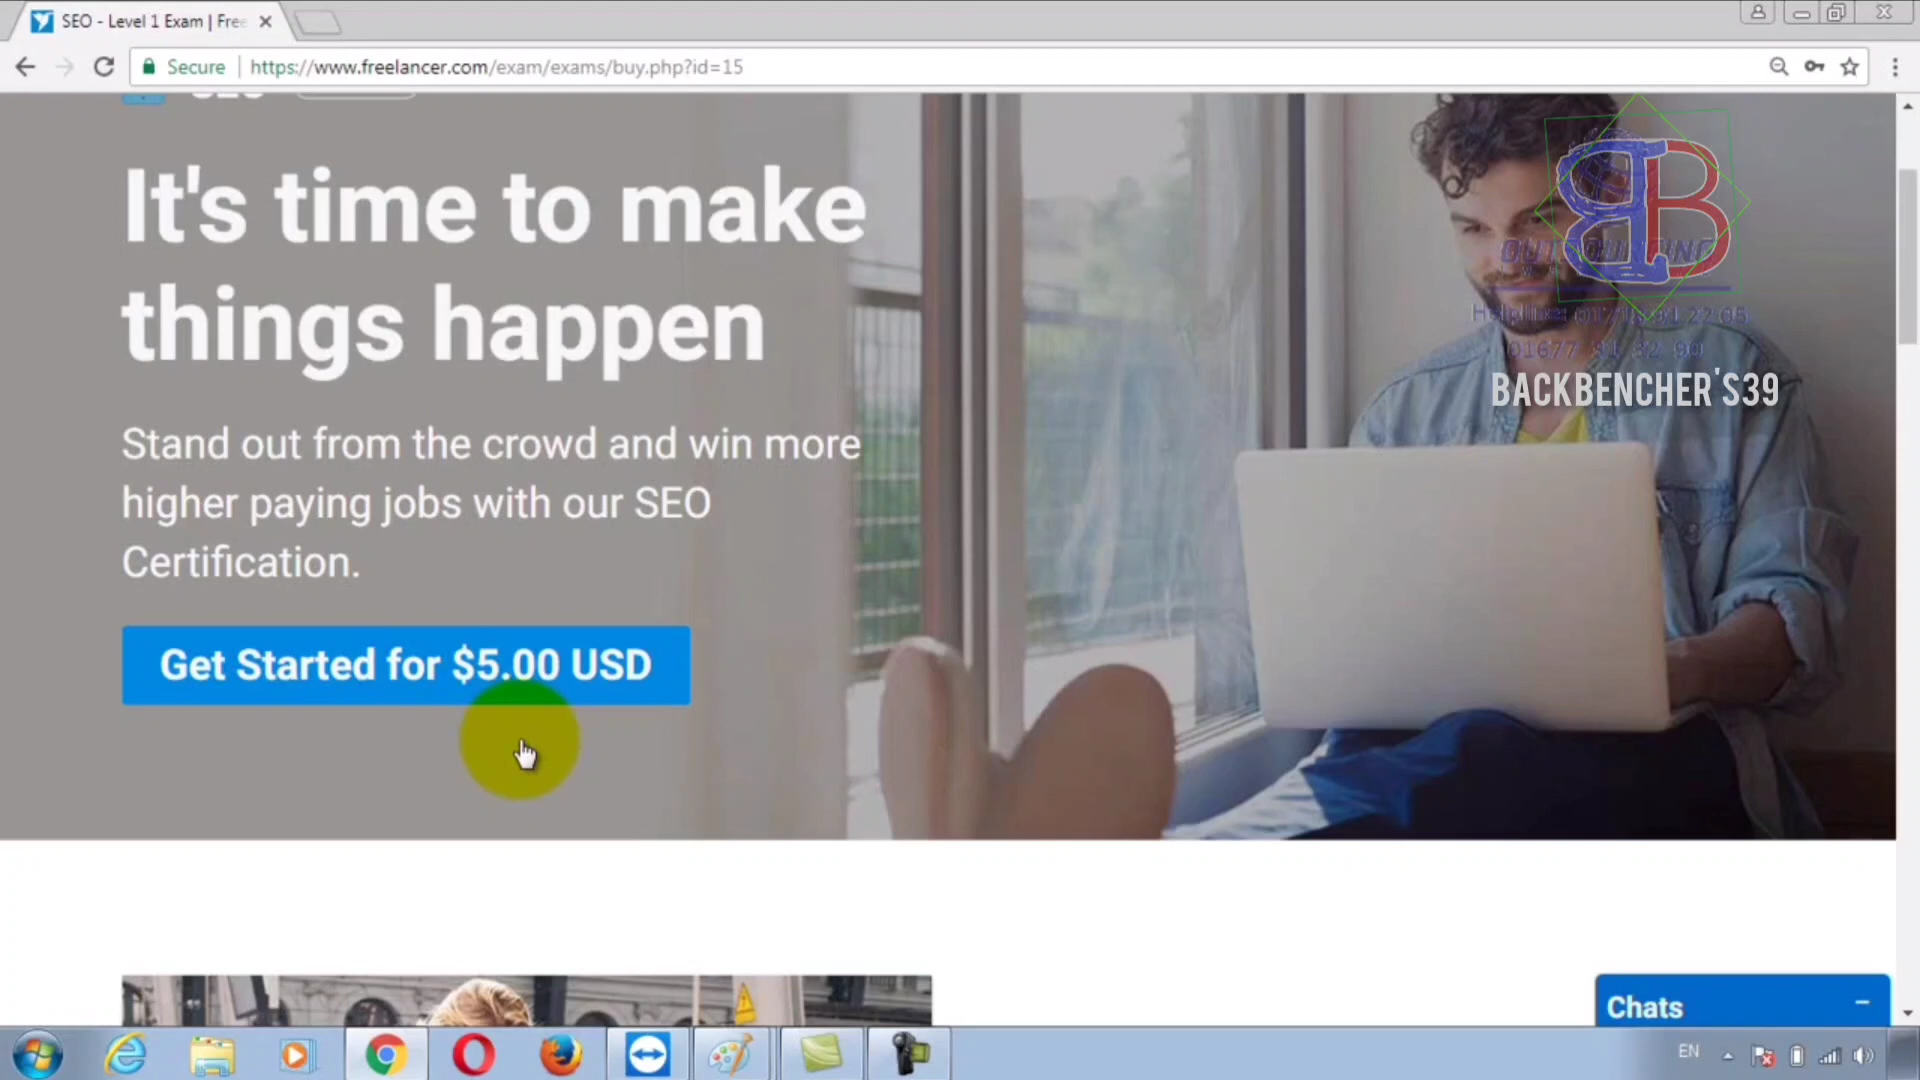 SEO - Level 1 Exam | Free
Secure
https://www.freelancer.com/exam/exams/buy.php?id=15
It's time to make
things happen
Stand out from the crowd and win more
higher paying jobs with our SEO
Certification.
Get Started for $5.00 USD
BB
OUTSOURCING
BACKBENCHER'S39
Chats
EN